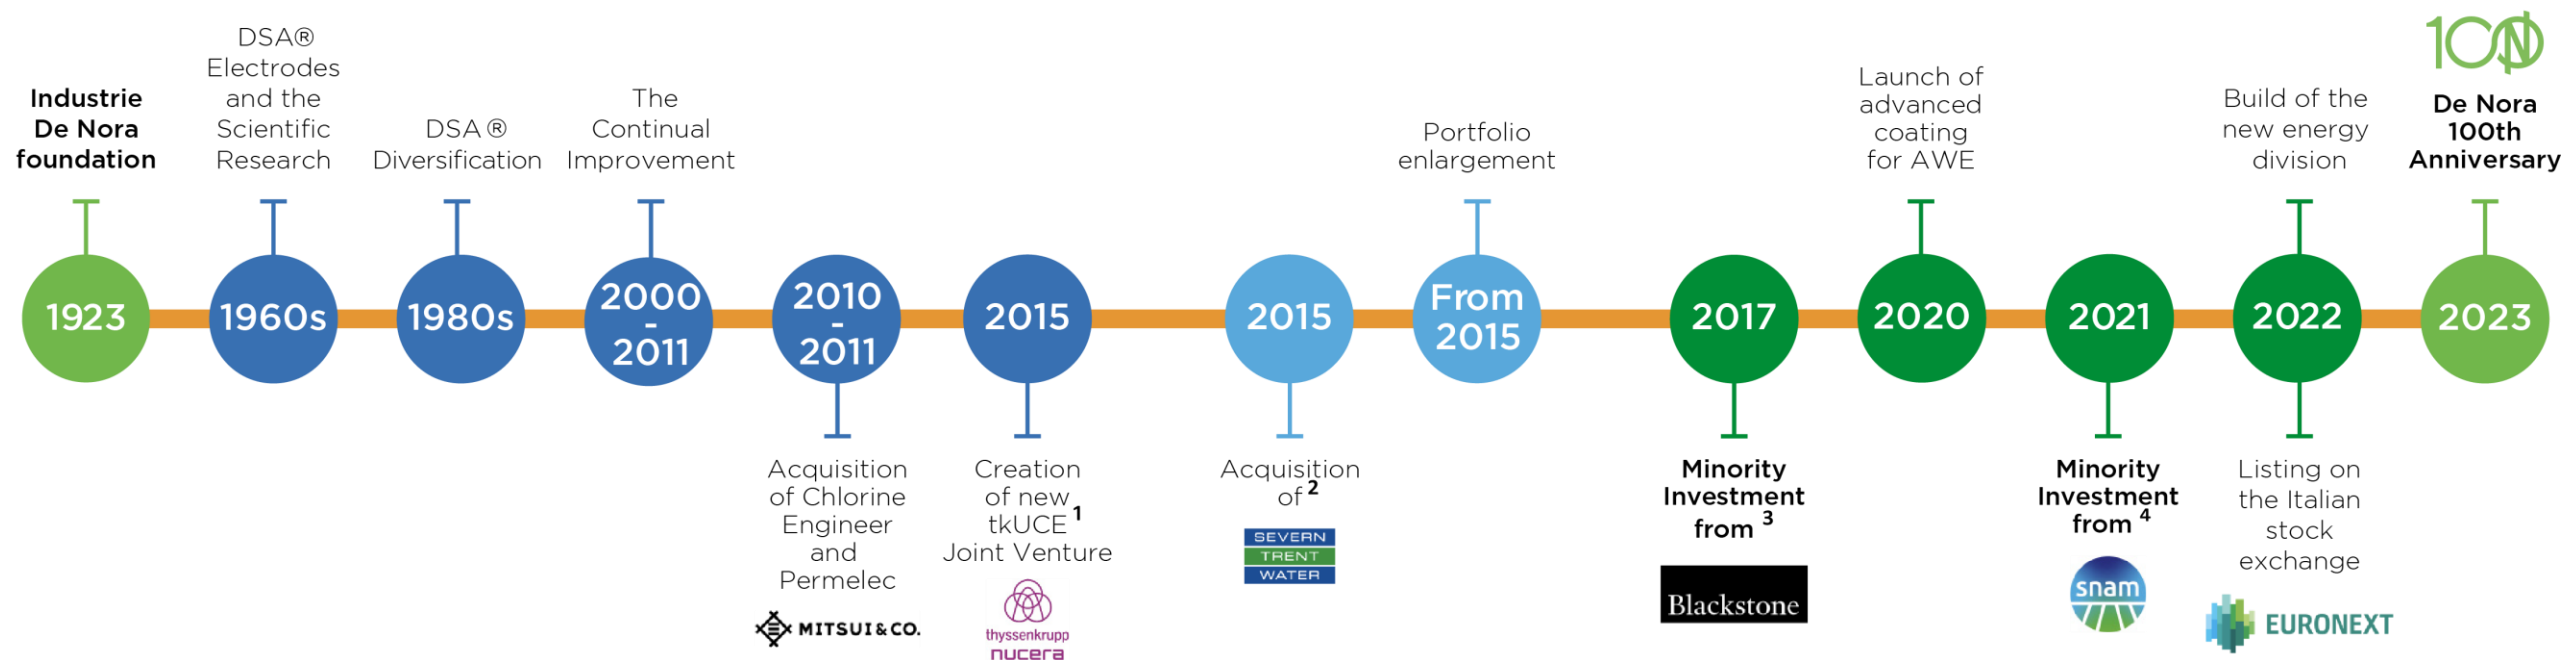 Industrie
De Nora
foundation
DSA®
Electrodes
and the
Scientific
Research
DSA ®
Diversification
The
Continual
Improvement
Portfolio
enlargement
Launch of
advanced
coating
for AWE
Build of the
new energy
division
100
De Nora
100th
Anniversary
1923
1960s
1980s
2000
-
2011
2010
-
2011
2015
2015
From
2015
2017
2020
2021
2022
2023
Acquisition
of Chlorine
Engineer
and
Permelec
MITSUI & CO.
Creation
of new
tkUCE 1
Joint Venture
thyssenkrupp
nucera
Acquisition
of 2
SEVERN
TRENT
WATER
Minority
Investment
from 3
Blackstone
Minority
Investment
from 4
snam
Listing on
the Italian
stock
exchange
EURONEXT